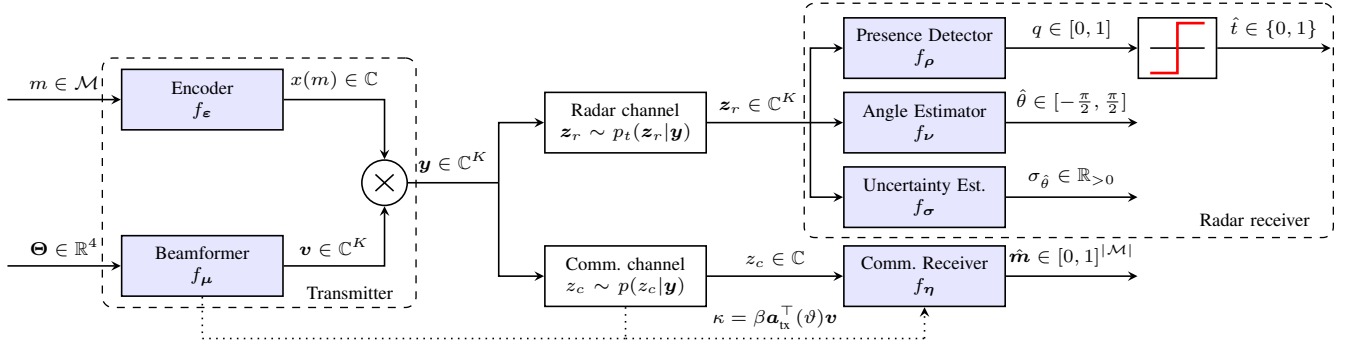 m ∈ ℳ
Encoder
f_ε
x(m) ∈ ℂ
Θ ∈ ℝ⁴
Beamformer
f_μ
v ∈ ℂ^K
Transmitter
y ∈ ℂ^K
Radar channel
z_r ∼ p_t(z_r|y)
z_r ∈ ℂ^K
Comm. channel
z_c ∼ p(z_c|y)
z_c ∈ ℂ
κ = βa_tx^⊤(ϑ)v
Presence Detector
f_ρ
q ∈ [0, 1]
t̂ ∈ {0, 1}
Angle Estimator
f_ν
θ̂ ∈ [−π/2, π/2]
Uncertainty Est.
f_σ
σ_θ̂ ∈ ℝ_{>0}
Radar receiver
Comm. Receiver
f_η
m̂ ∈ [0, 1]^{|ℳ|}